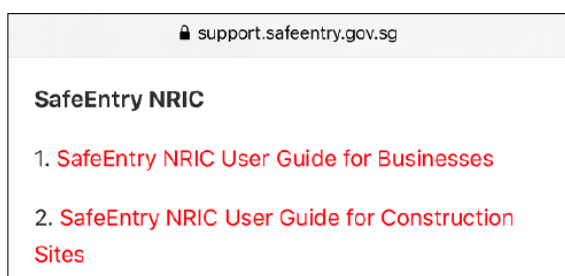 support.safeentry.gov.sg
SafeEntry NRIC
1. SafeEntry NRIC User Guide for Businesses
2. SafeEntry NRIC User Guide for Construction
Sites